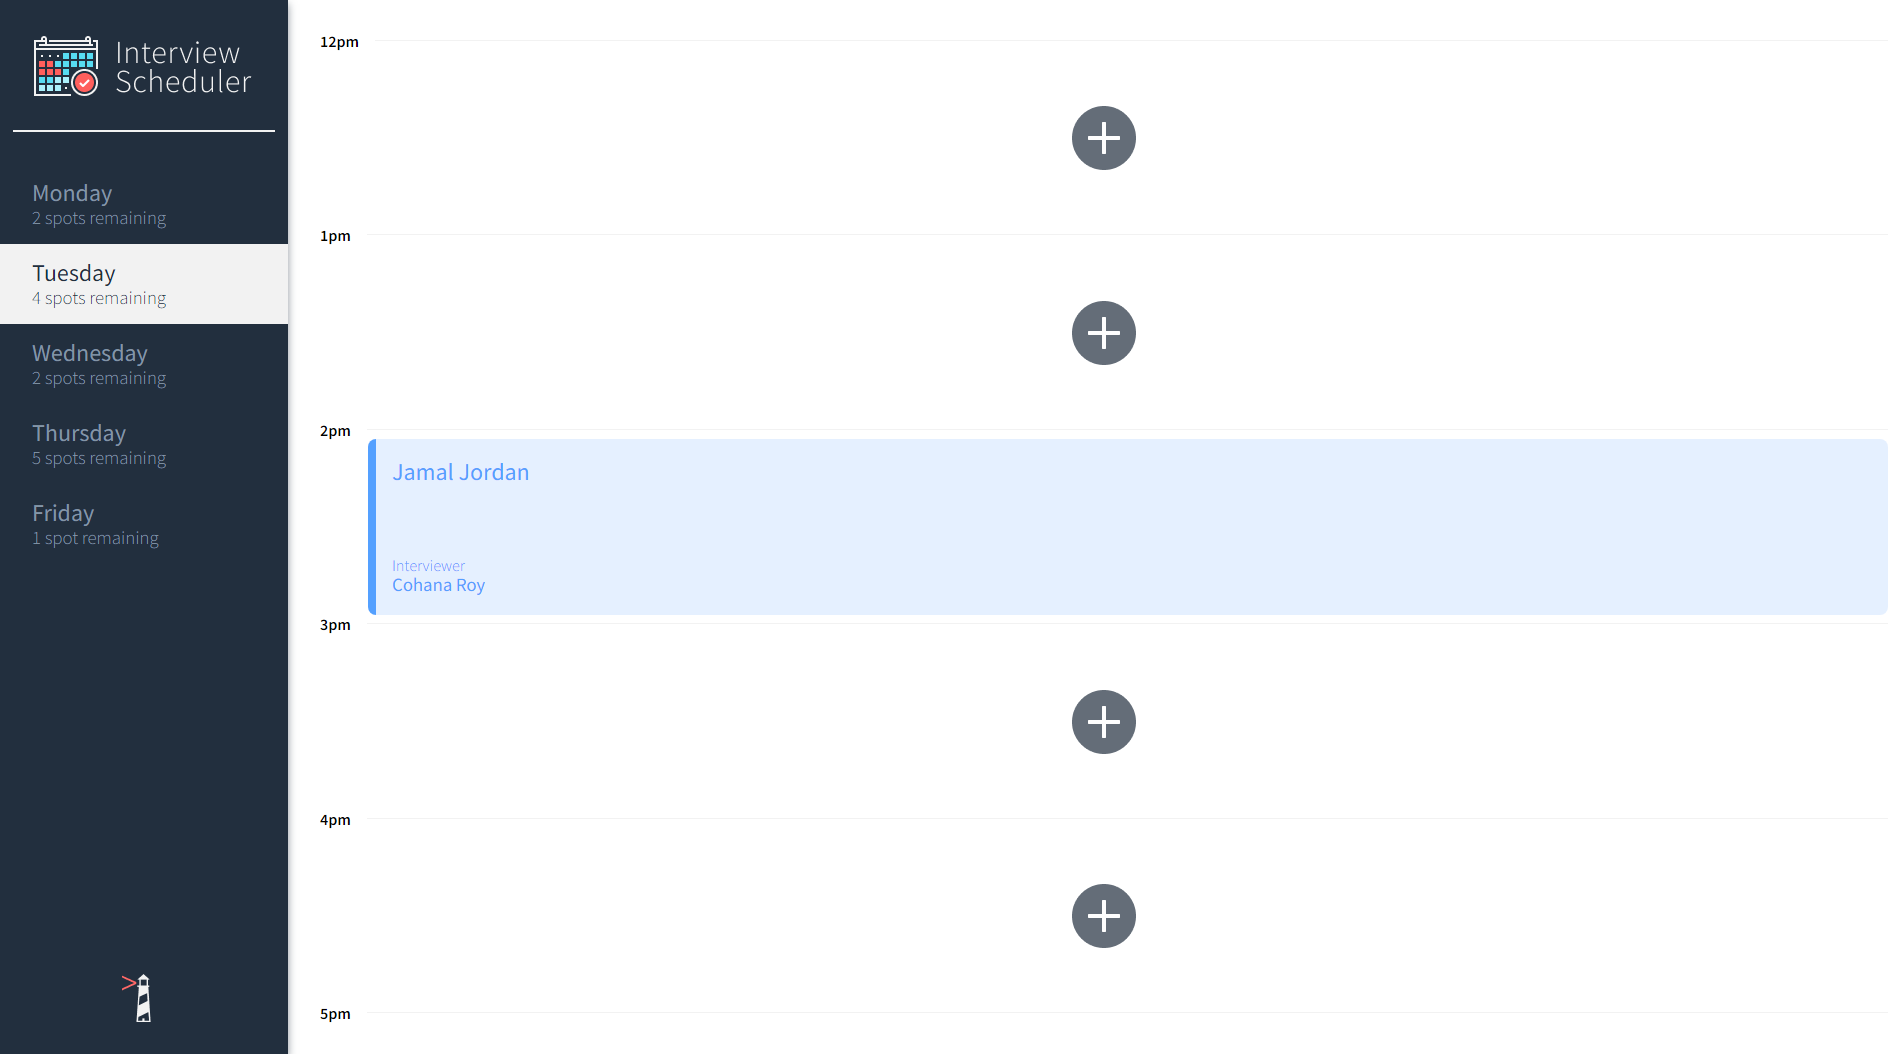 Interview
Scheduler
Monday
2 spots remaining
Tuesday
4 spots remaining
Wednesday
2 spots remaining
Thursday
5 spots remaining
Friday
1 spot remaining
12pm
1pm
2pm
Jamal Jordan
Interviewer
Cohana Roy
3pm
4pm
5pm